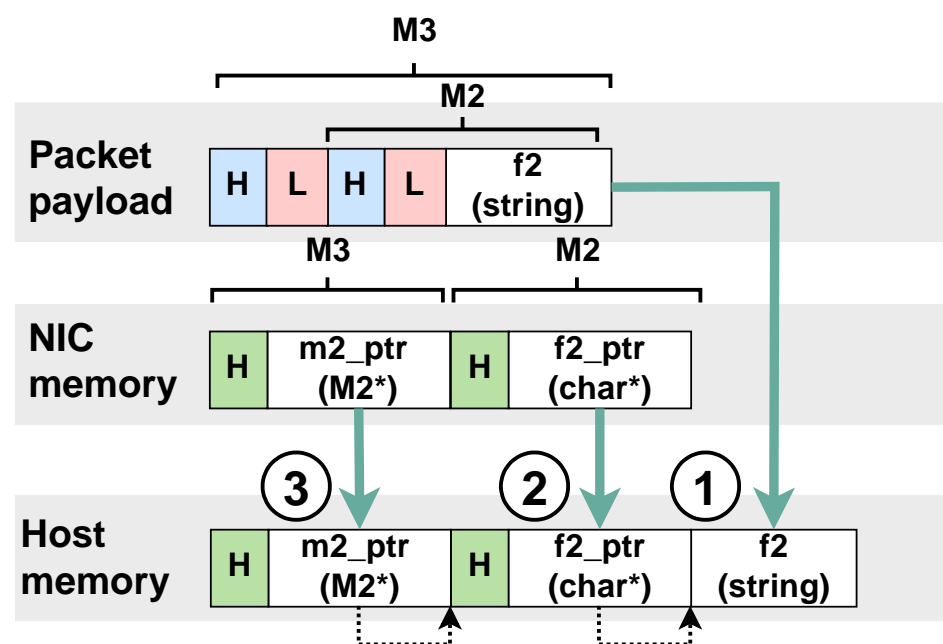 M3
M2
Packet
payload
H L H L f2
(string)
M3 M2
NIC
memory
H m2_ptr
(M2*)
H f2_ptr
(char*)
3 2 1
Host
memory
H m2_ptr
(M2*)
H f2_ptr
(char*)
f2
(string)